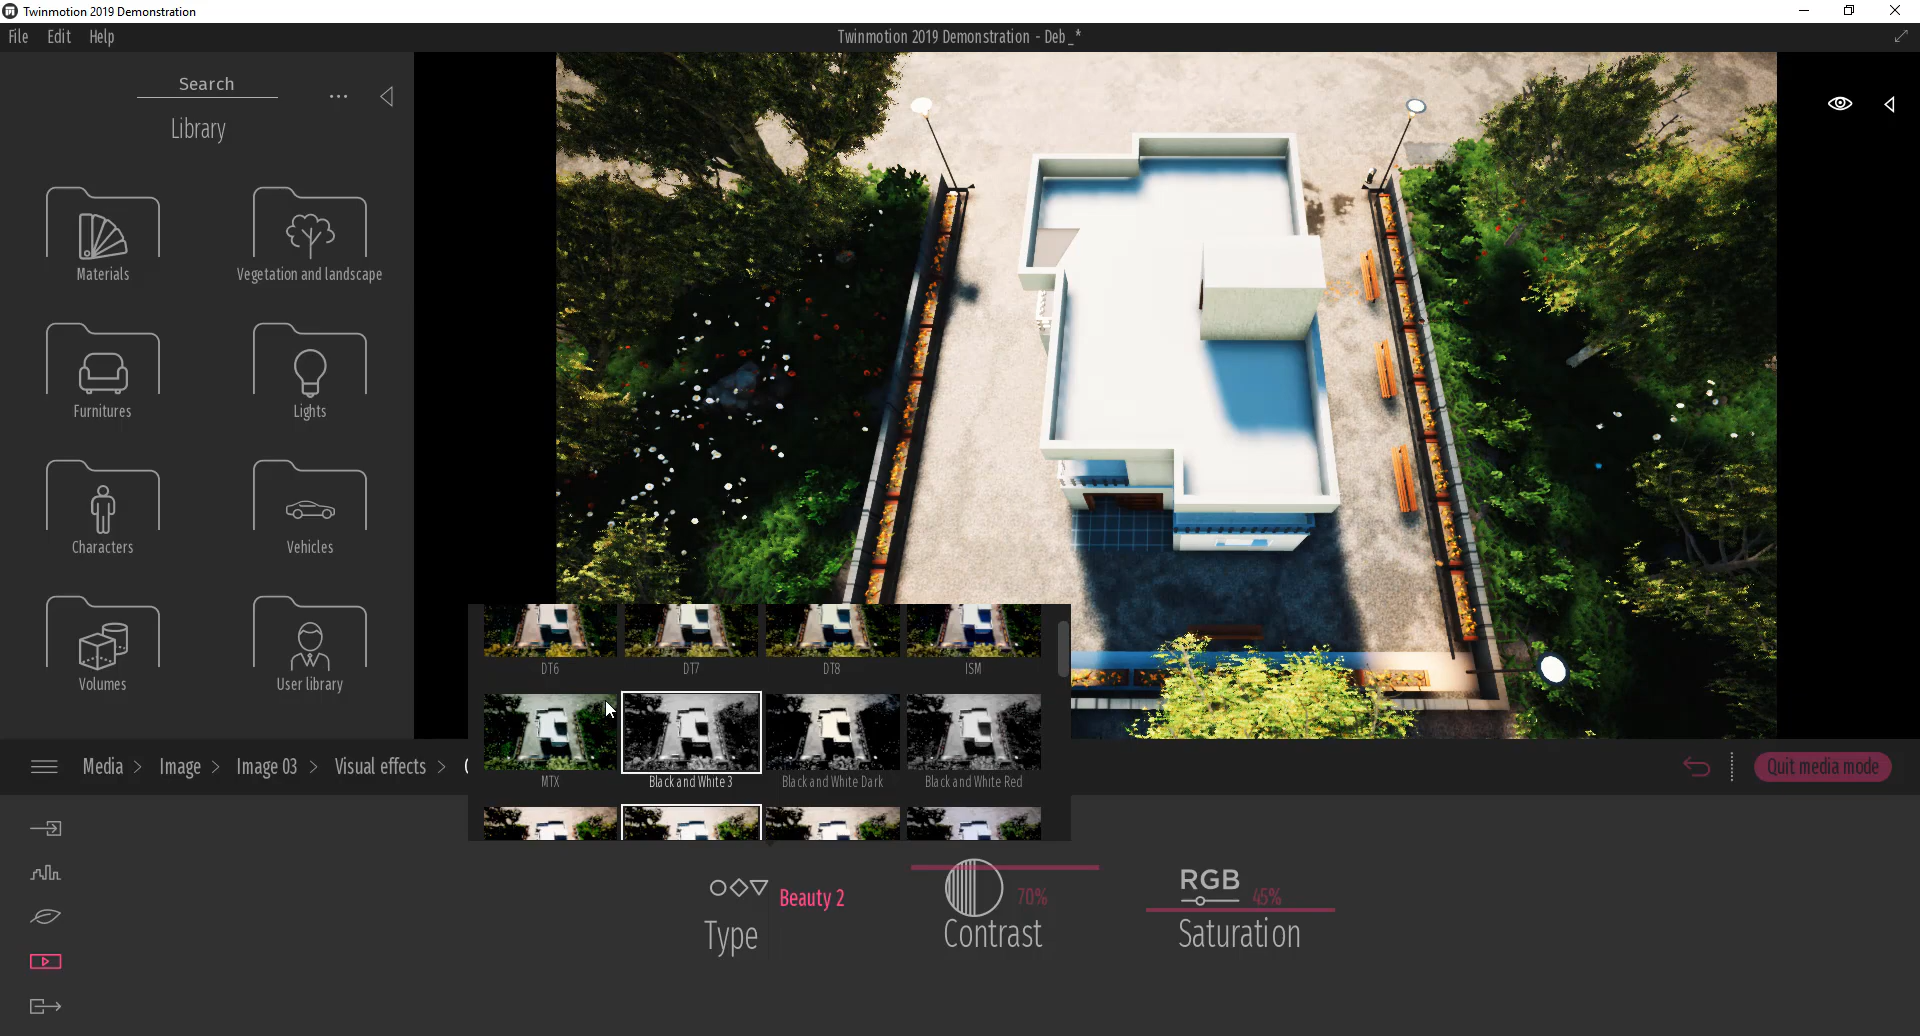 Twinmotion 2019 Demonstration
File Edit Help
Twinmotion 2019 Demonstration - Deb_*
Search
...
Library
Materials
Vegetation and landscape
Furnitures
Lights
Characters
Vehicles
Volumes
User library
DT6
DT7
DT8
ISM
MTX
Black and White 3
Black and White Dark
Black and White Red
Media > Image > Image 03 > Visual effects > (
Quit media mode
Type
Beauty 2
70%
Contrast
RGB
45%
Saturation